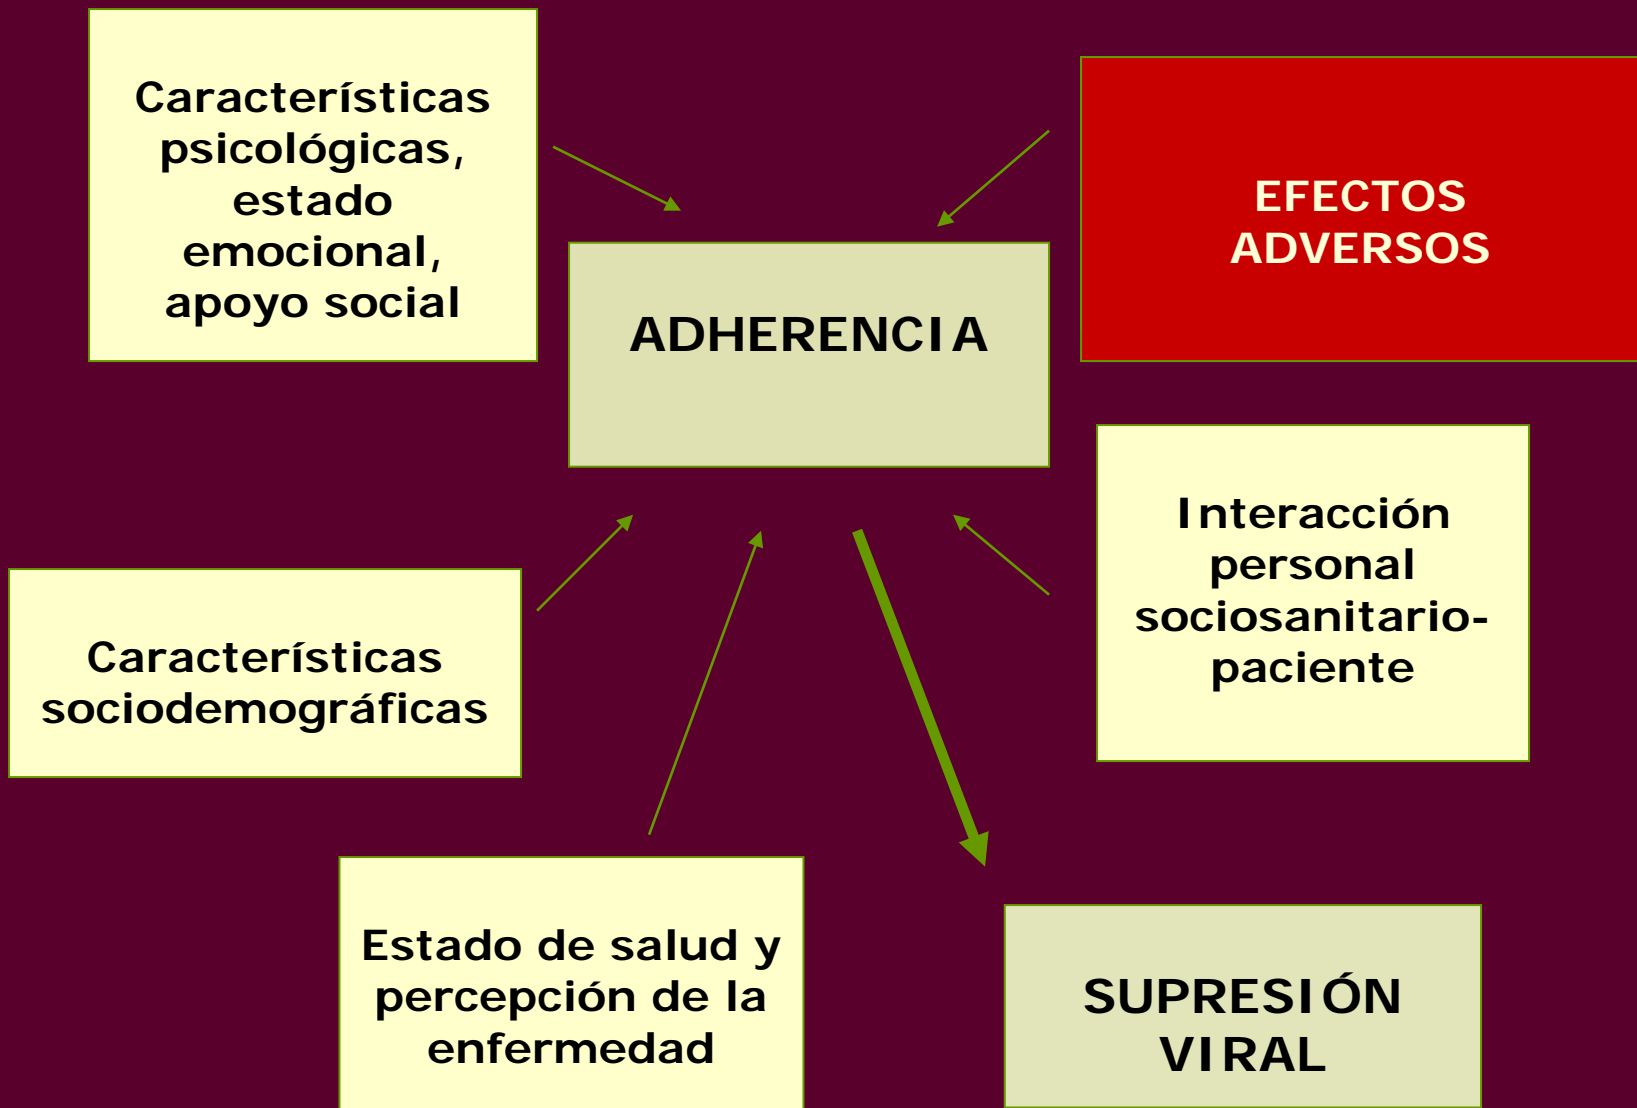 Características
psicológicas,
estado
emocional,
apoyo social
EFECTOS
ADVERSOS
ADHERENCIA
Interacción
personal
sociosanitario-
paciente
Características
sociodemográficas
Estado de salud y
percepción de la
enfermedad
SUPRESIÓN
VIRAL